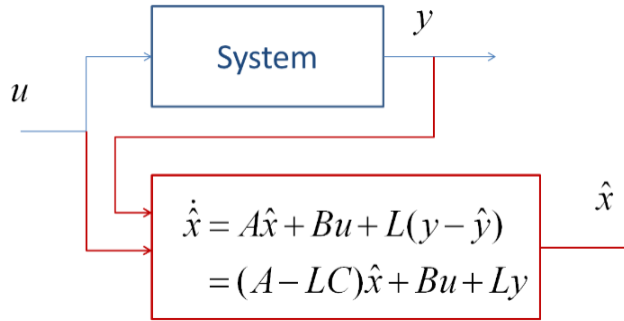 y
System
u
x̂
ẋ̂ = Ax̂ + Bu + L(y − ŷ)
= (A − LC)x̂ + Bu + Ly